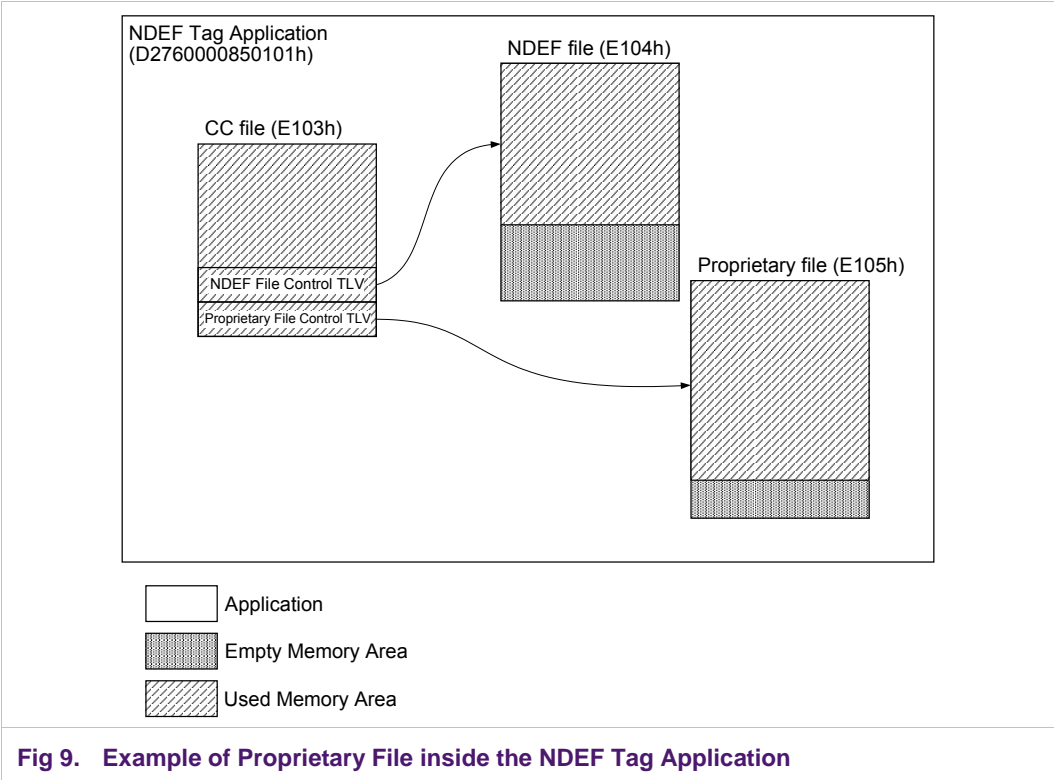 NDEF Tag Application
(D2760000850101h)
NDEF file (E104h)
CC file (E103h)
NDEF File Control TLV
Proprietary File Control TLV
Proprietary file (E105h)
Application
Empty Memory Area
Used Memory Area
Fig 9. Example of Proprietary File inside the NDEF Tag Application